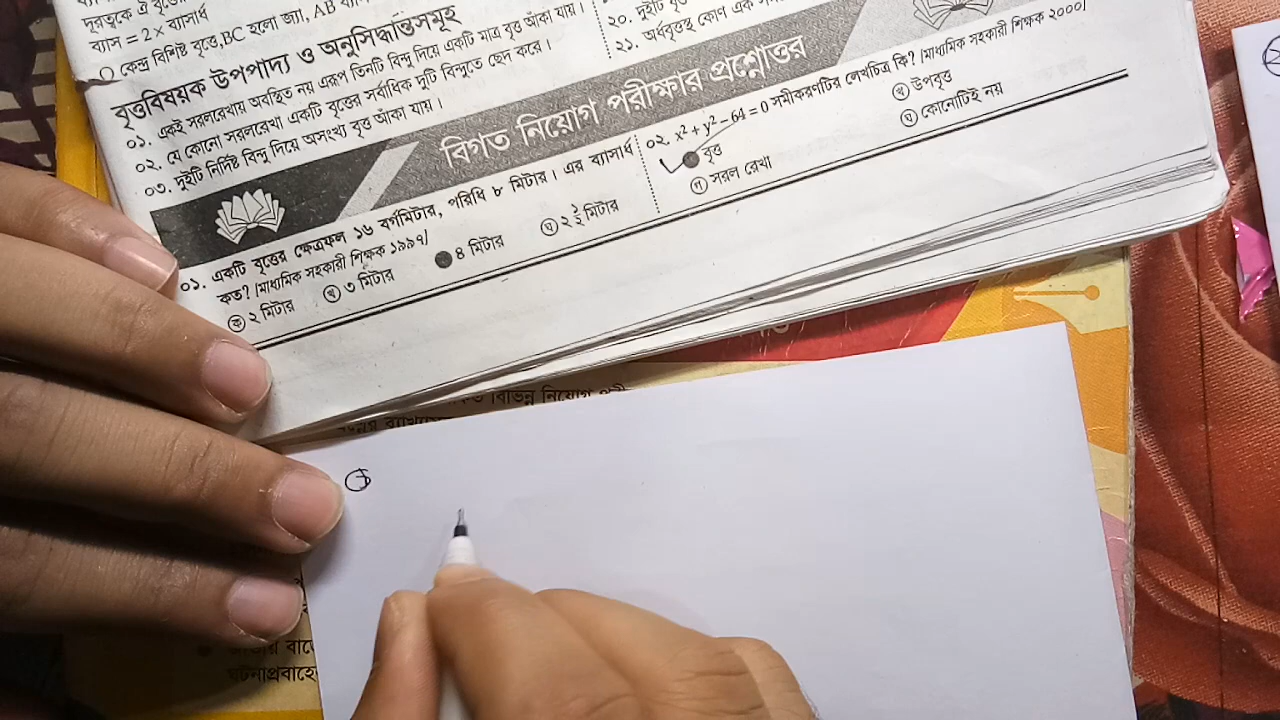 দূরত্বকে ঐ বৃত্তের
ব্যাস = 2 x ব্যাসার্ধ
O কেন্দ্র বিশিষ্ট বৃত্তে,BC হলো জ্যা, AB
বৃত্তবিষয়ক উপপাদ্য ও অনুসিদ্ধান্তসমূহ
০১. একই সরলরেখায় অবস্থিত নয় এরূপ তিনটি বিন্দু দিয়ে একটি মাত্র বৃত্ত আঁকা যায়।
০২. যে কোনো সরলরেখা একটি বৃত্তের সর্বাধিক দুটি বিন্দুতে ছেদ করে।
০৩. দুইটি নির্দিষ্ট বিন্দু দিয়ে অসংখ্য বৃত্ত আঁকা যায়।
২০. দুইটি বৃত্ত
২১. অর্ধবৃত্তস্থ কোণ এক
বিগত নিয়োগ পরীক্ষার প্রশ্নোত্তর
০১. একটি বৃত্তের ক্ষেত্রফল ১৬ বর্গমিটার, পরিধি ৮ মিটার। এর ব্যাসার্ধ
কত? [মাধ্যমিক সহকারী শিক্ষক ১৯৯৭]
ক ২ মিটার খ ৩ মিটার ৪ মিটার ঘ ২ ১/২ মিটার
০২. x² + y² – 64 = 0 সমীকরণটির লেখচিত্র কি? [মাধ্যমিক সহকারী শিক্ষক ২০০০]
বৃত্ত খ উপবৃত্ত
গ সরল রেখা ঘ কোনোটিই নয়
বিভিন্ন নিয়োগ